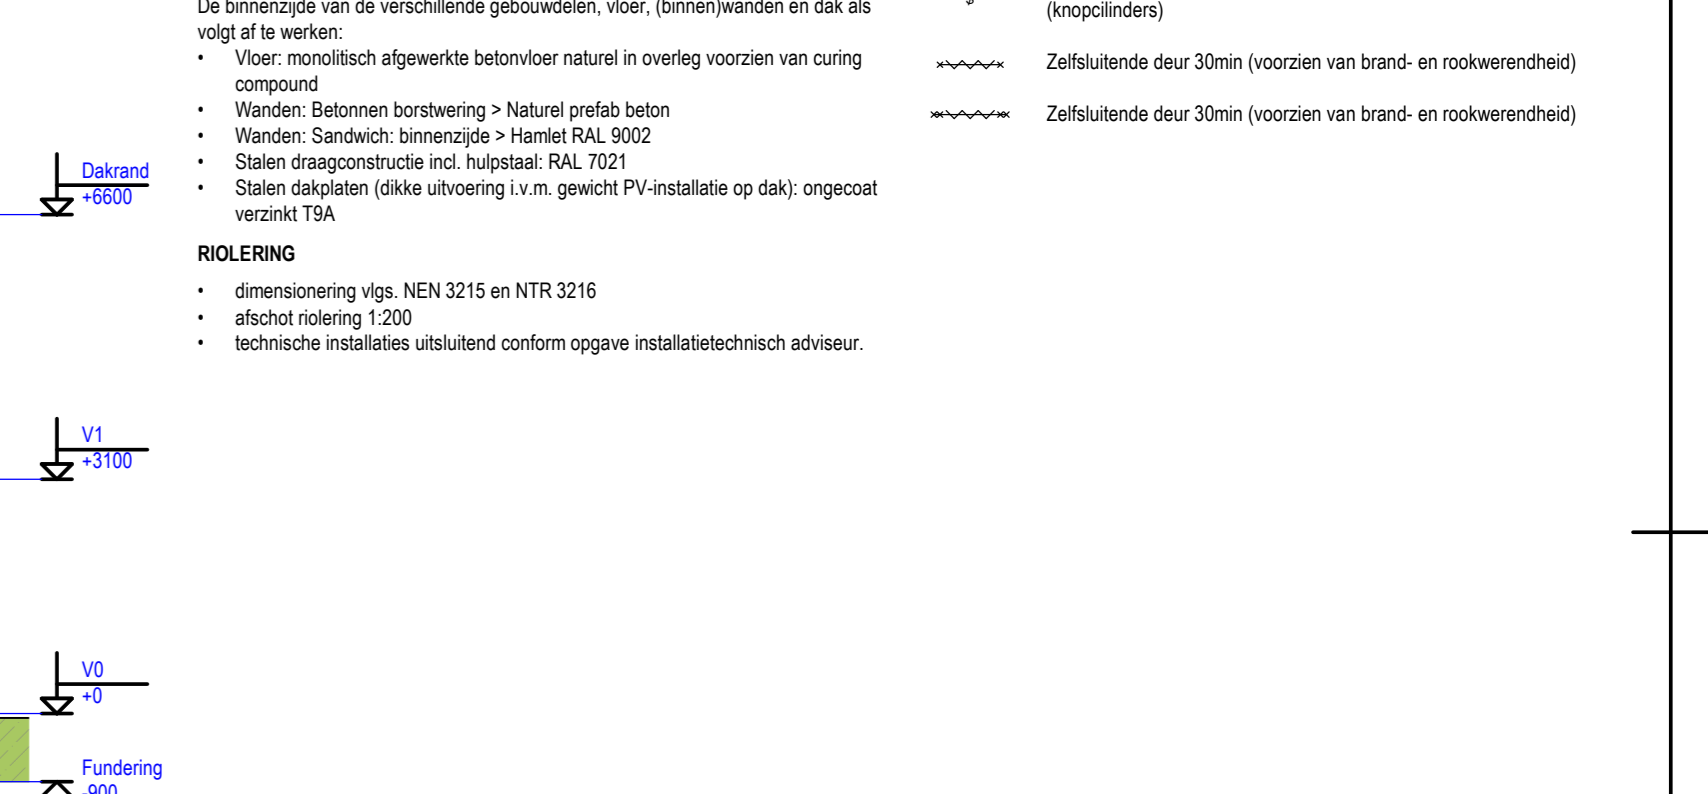 De binnenzijde van de verschillende gebouwdelen, vloer, (binnen)wanden en dak als
volgt af te werken:
• Vloer: monolitisch afgewerkte betonvloer naturel in overleg voorzien van curing
compound
• Wanden: Betonnen borstwering > Naturel prefab beton
• Wanden: Sandwich: binnenzijde > Hamlet RAL 9002
• Stalen draagconstructie incl. hulpstaal: RAL 7021
• Stalen dakplaten (dikke uitvoering i.v.m. gewicht PV-installatie op dak): ongecoat
verzinkt T9A
RIOLERING
• dimensionering vlgs. NEN 3215 en NTR 3216
• afschot riolering 1:200
• technische installaties uitsluitend conform opgave installatietechnisch adviseur.
(knopcilinders)
Zelfsluitende deur 30min (voorzien van brand- en rookwerendheid)
Zelfsluitende deur 30min (voorzien van brand- en rookwerendheid)
Dakrand
+6600
V1
+3100
V0
+0
Fundering
-900